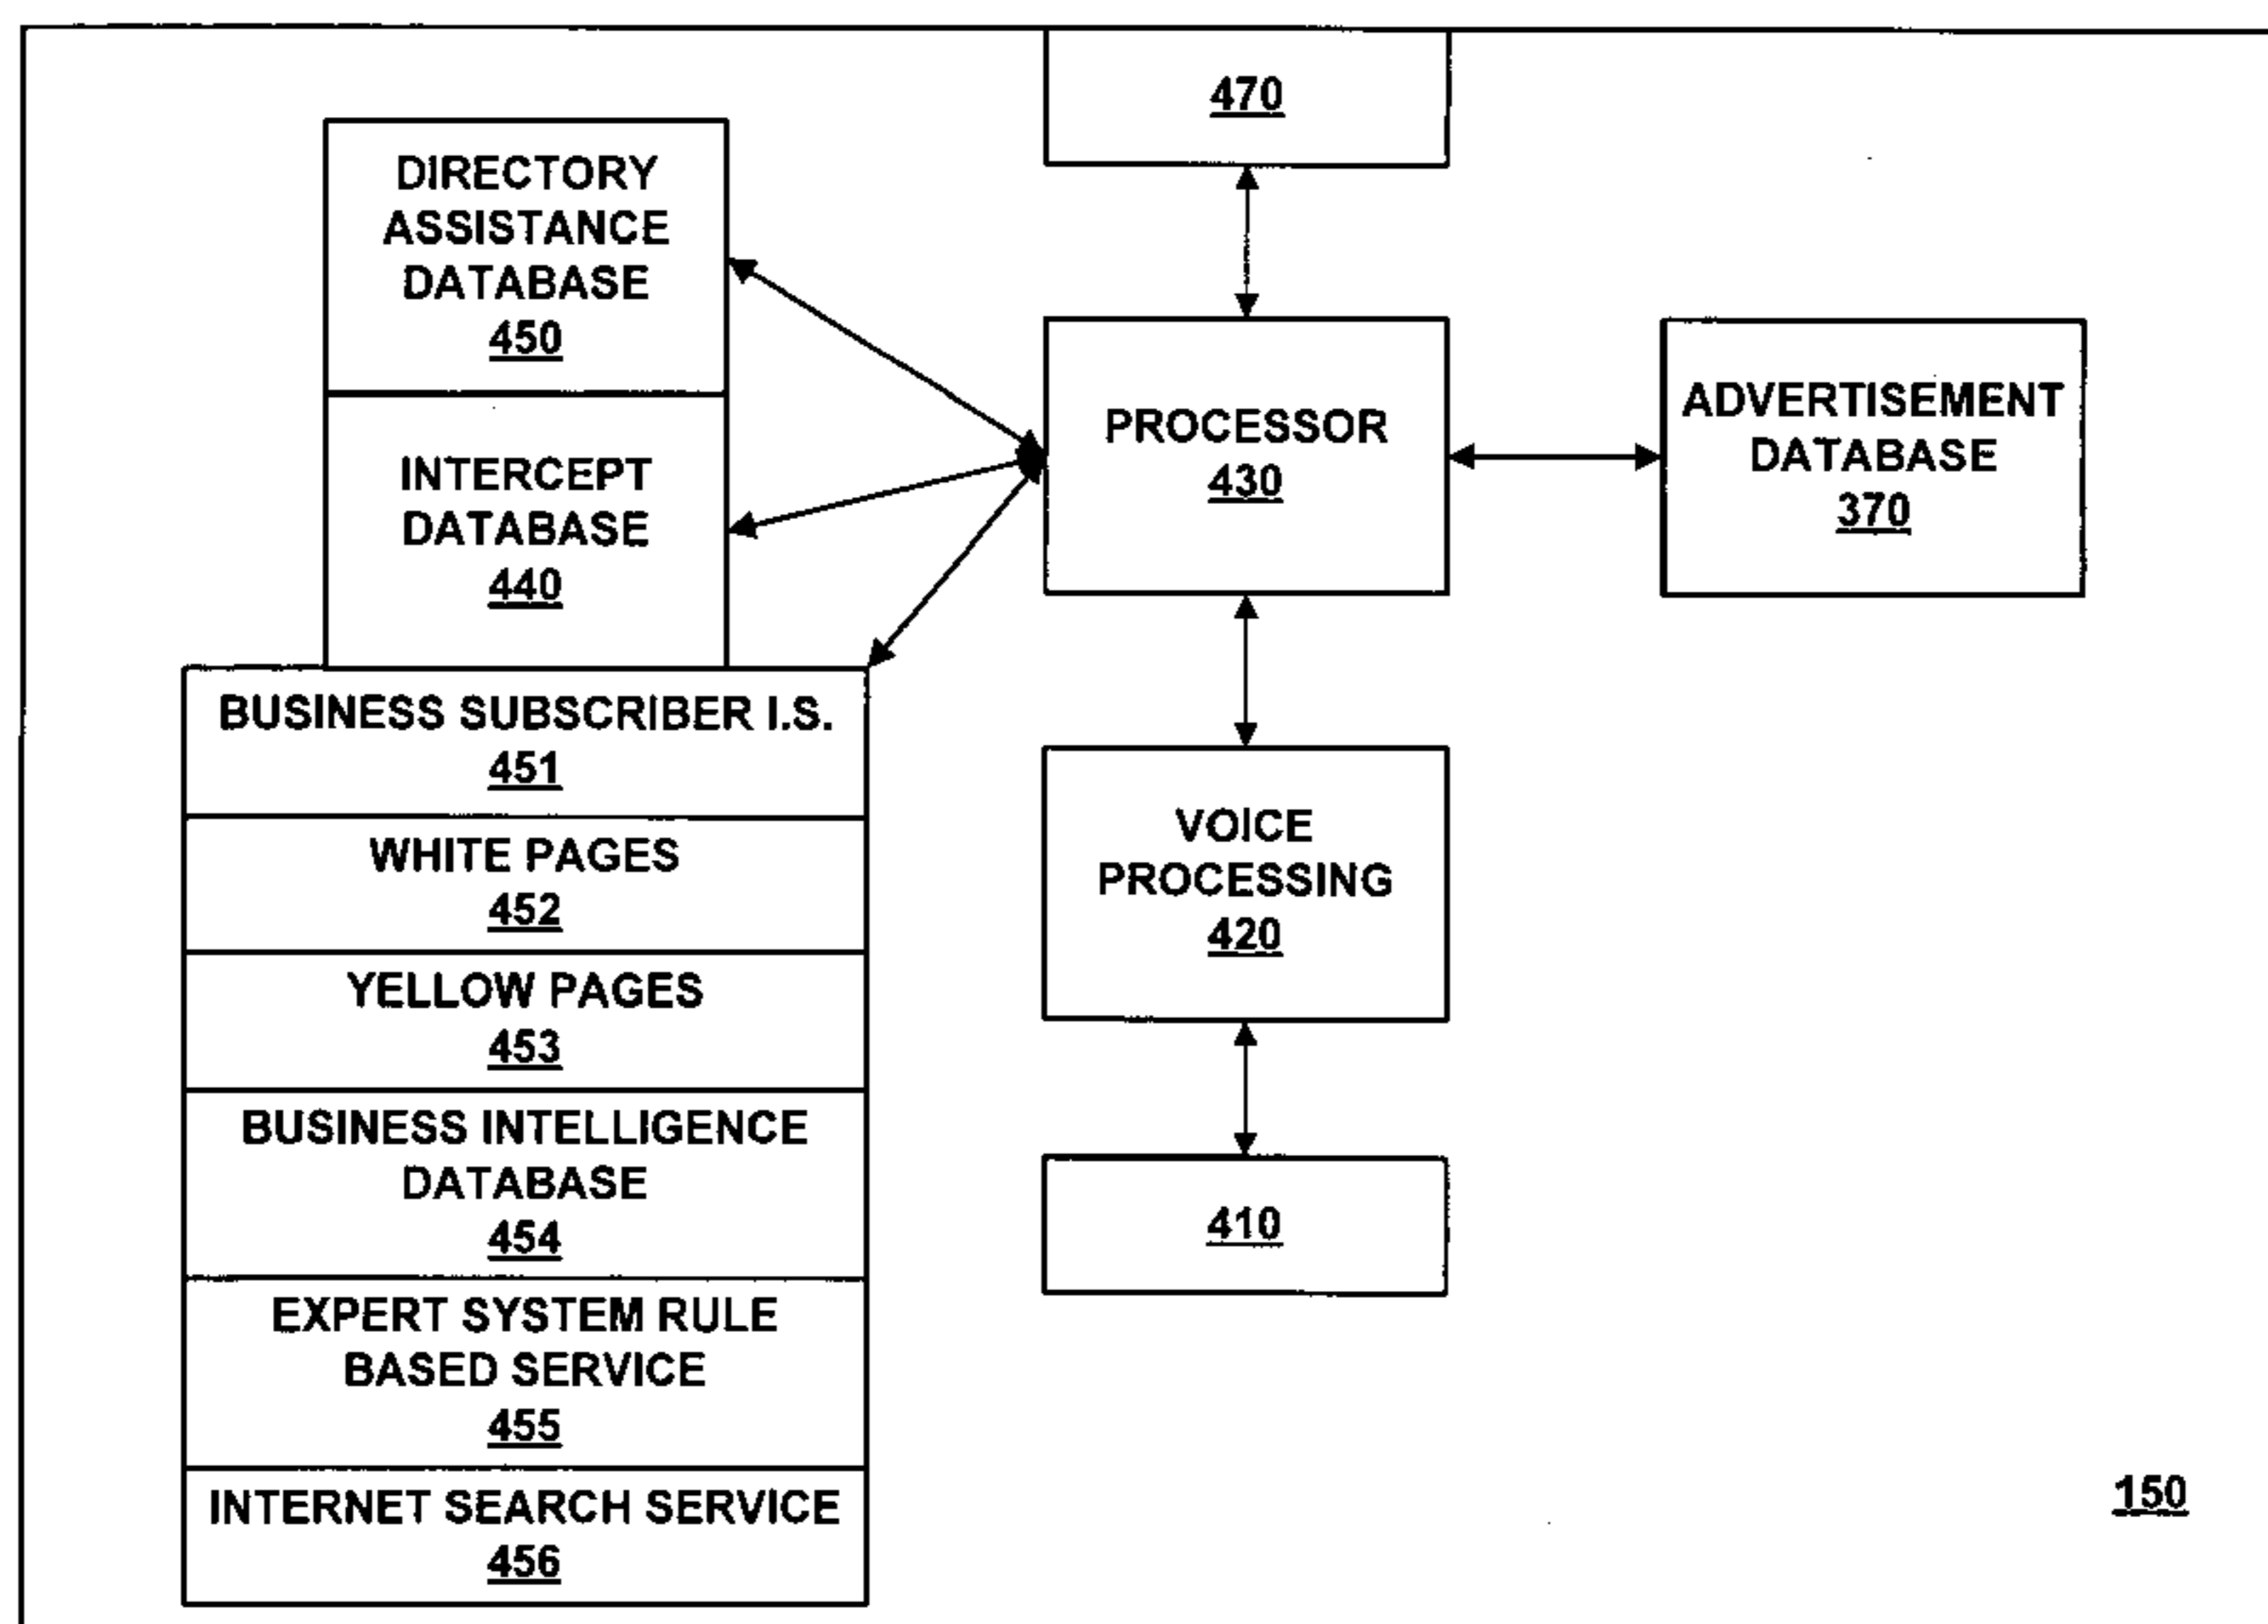 470
DIRECTORY
ASSISTANCE
DATABASE
450
INTERCEPT
DATABASE
440
BUSINESS SUBSCRIBER I.S.
451
WHITE PAGES
452
YELLOW PAGES
453
BUSINESS INTELLIGENCE
DATABASE
454
EXPERT SYSTEM RULE
BASED SERVICE
455
INTERNET SEARCH SERVICE
456
PROCESSOR
430
VOICE
PROCESSING
420
410
ADVERTISEMENT
DATABASE
370
150